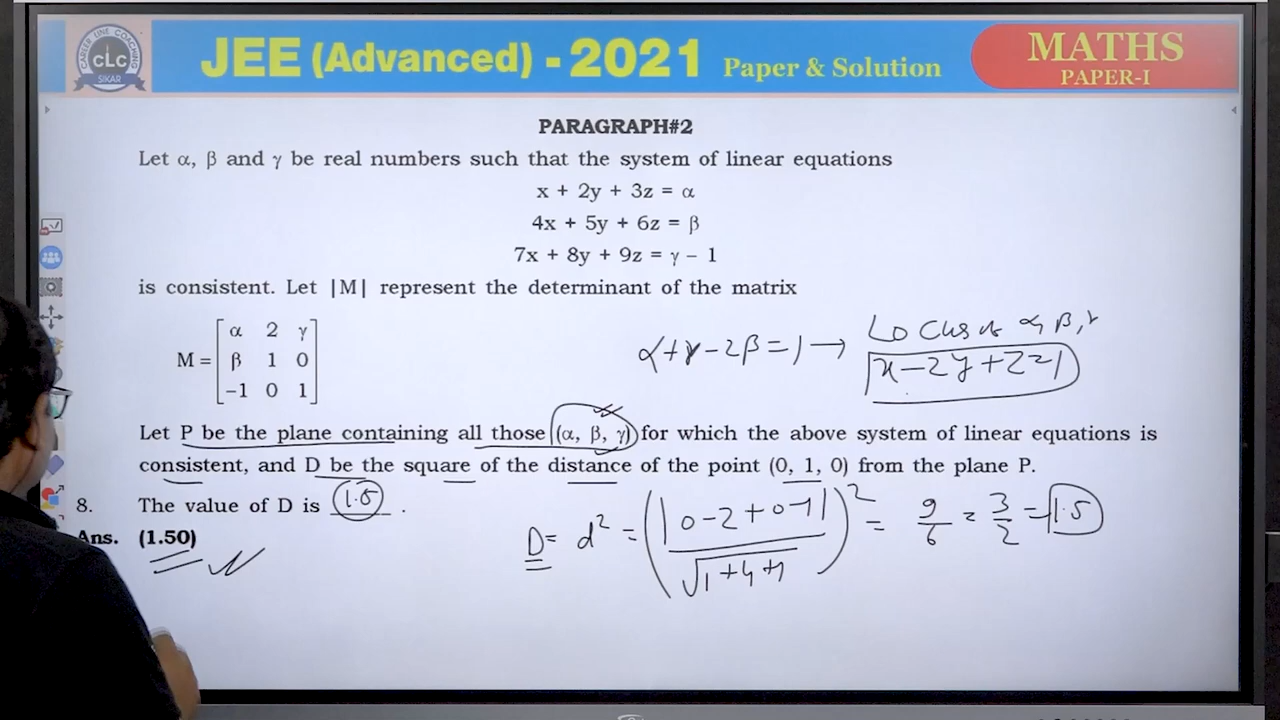 CAREER LINE COACHING
CLC
SIKAR
JEE (Advanced) - 2021 Paper & Solution
MATHS
PAPER-I
PARAGRAPH#2
Let α, β and γ be real numbers such that the system of linear equations
x + 2y + 3z = α
4x + 5y + 6z = β
7x + 8y + 9z = γ – 1
is consistent. Let |M| represent the determinant of the matrix
α 2 γ
M = β 1 0
–1 0 1
α+γ-2β=1→
Locus of α, β, γ
x-2y+z=1
Let P be the plane containing all those (α, β, γ) for which the above system of linear equations is
consistent, and D be the square of the distance of the point (0, 1, 0) from the plane P.
8. The value of D is 1.5 .
Ans. (1.50)
D= d² = (|0-2+0-1| / √1+4+1)² = 9/6 = 3/2 = 1.5